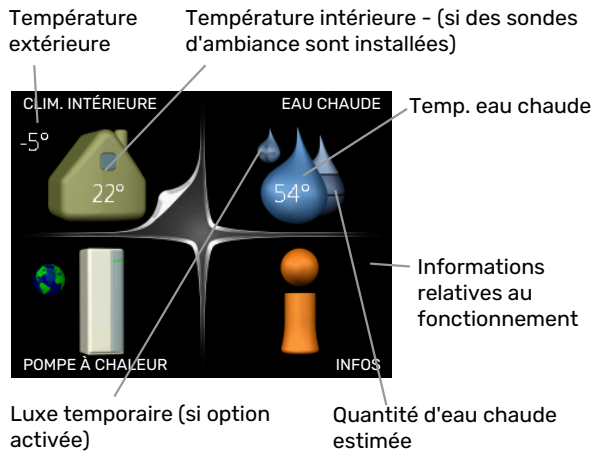 Température
extérieure
Température intérieure - (si des sondes
d'ambiance sont installées)
CLIM. INTÉRIEURE
EAU CHAUDE
Temp. eau chaude
-5°
22°
54°
Informations
relatives au
fonctionnement
POMPE À CHALEUR
INFOS
Luxe temporaire (si option
activée)
Quantité d'eau chaude
estimée